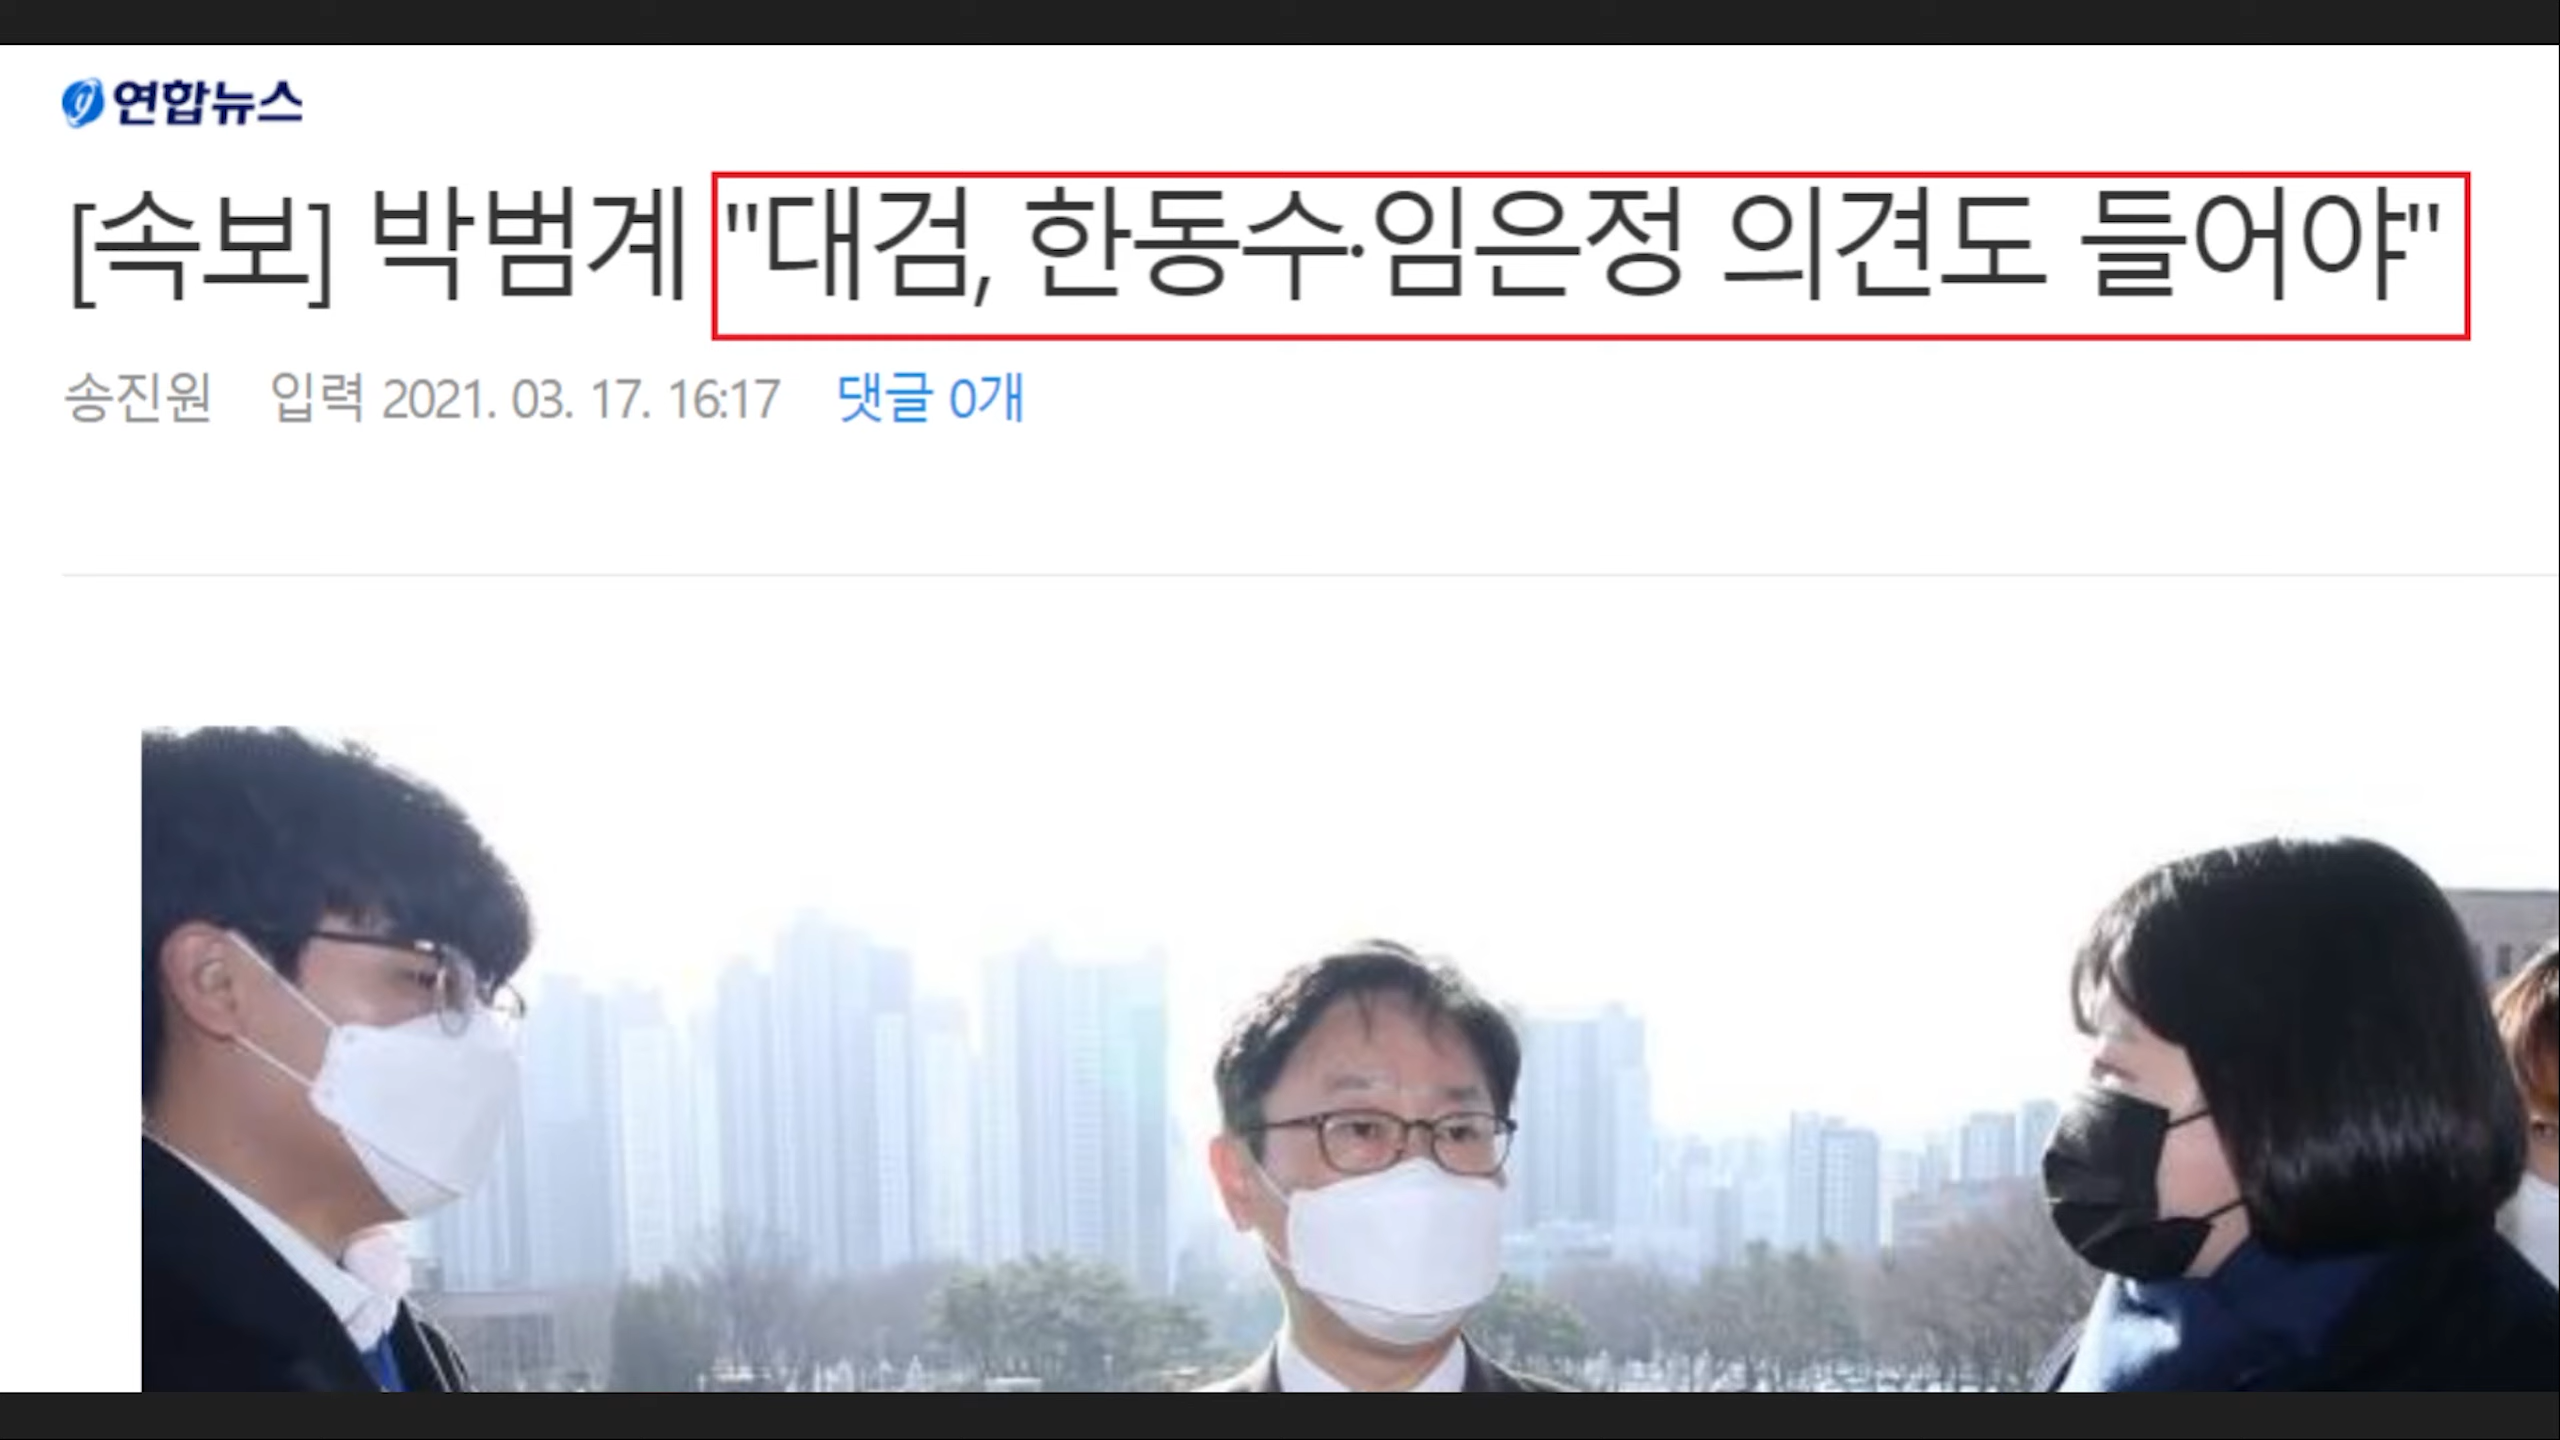 연합뉴스
[속보] 박범계 "대검, 한동수·임은정 의견도 들어야"
송진원 입력 2021. 03. 17. 16:17 댓글 0개